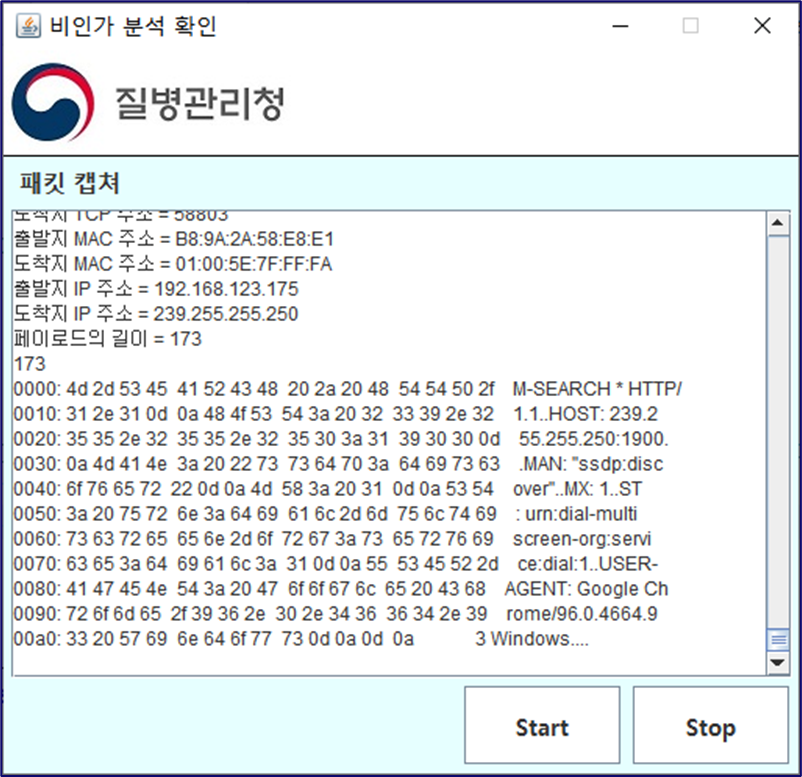 비인가 분석 확인
질병관리청
패킷 캡쳐
도착지 TCP 주소 = 58803
출발지 MAC 주소 = B8:9A:2A:58:E8:E1
도착지 MAC 주소 = 01:00:5E:7F:FF:FA
출발지 IP 주소 = 192.168.123.175
도착지 IP 주소 = 239.255.255.250
페이로드의 길이 = 173
173
0000: 4d 2d 53 45 41 52 43 48 20 2a 20 48 54 54 50 2f M-SEARCH * HTTP/
0010: 31 2e 31 0d 0a 48 4f 53 54 3a 20 32 33 39 2e 32 1.1..HOST: 239.2
0020: 35 35 2e 32 35 35 2e 32 35 30 3a 31 39 30 30 0d 55.255.250:1900.
0030: 0a 4d 41 4e 3a 20 22 73 73 64 70 3a 64 69 73 63 .MAN: "ssdp:disc
0040: 6f 76 65 72 22 0d 0a 4d 58 3a 20 31 0d 0a 53 54 over"..MX: 1..ST
0050: 3a 20 75 72 6e 3a 64 69 61 6c 2d 6d 75 6c 74 69 : urn:dial-multi
0060: 73 63 72 65 65 6e 2d 6f 72 67 3a 73 65 72 76 69 screen-org:servi
0070: 63 65 3a 64 69 61 6c 3a 31 0d 0a 55 53 45 52 2d ce:dial:1..USER-
0080: 41 47 45 4e 54 3a 20 47 6f 6f 67 6c 65 20 43 68 AGENT: Google Ch
0090: 72 6f 6d 65 2f 39 36 2e 30 2e 34 36 36 34 2e 39 rome/96.0.4664.9
00a0: 33 20 57 69 6e 64 6f 77 73 0d 0a 0d 0a 3 Windows....
Start Stop